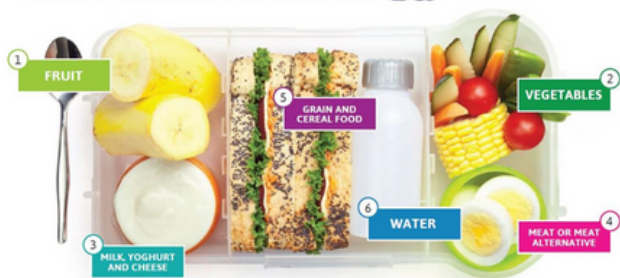 1
FRUIT
2
VEGETABLES
3
MILK, YOGHURT
AND CHEESE
4
MEAT OR MEAT
ALTERNATIVE
5
GRAIN AND
CEREAL FOOD
6
WATER